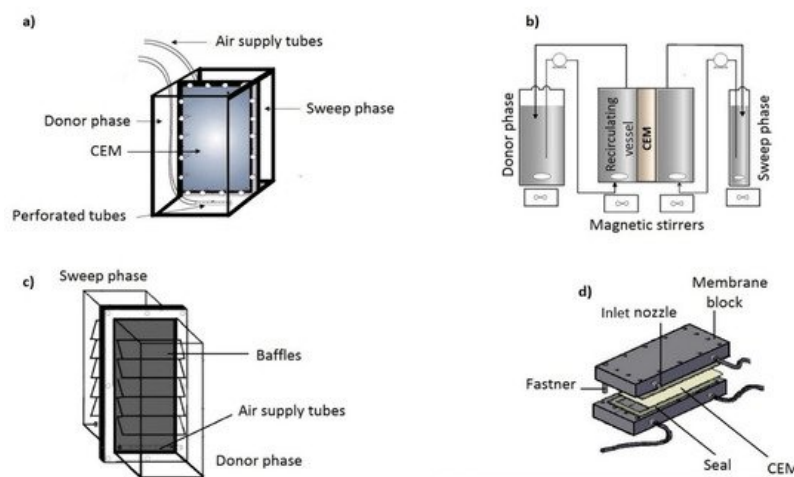 a)
Air supply tubes
Donor phase
Sweep phase
CEM
Perforated tubes
b)
Donor phase
Recirculating
vessel
CEM
Sweep phase
Magnetic stirrers
c)
Sweep phase
Baffles
Air supply tubes
Donor phase
d)
Membrane
block
Inlet nozzle
Fastner
Seal
CEM